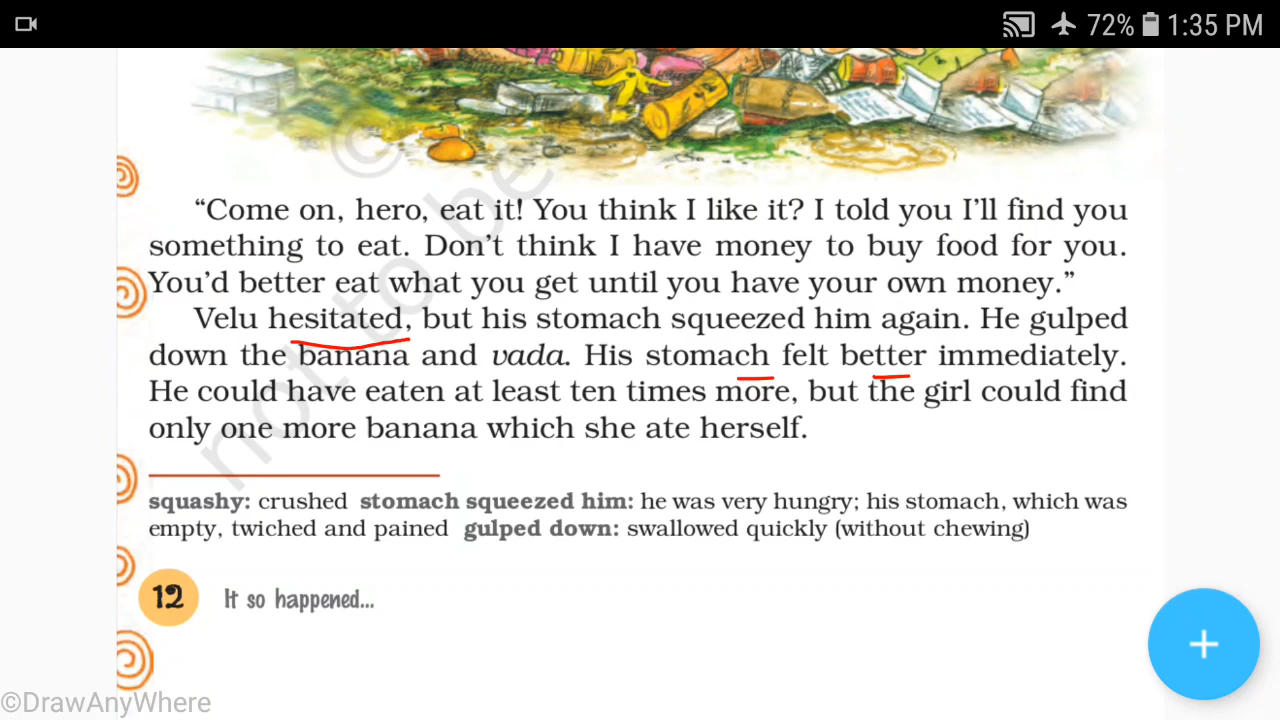 72% 1:35 PM
“Come on, hero, eat it! You think I like it? I told you I’ll find you
something to eat. Don’t think I have money to buy food for you.
You’d better eat what you get until you have your own money.”
Velu hesitated, but his stomach squeezed him again. He gulped
down the banana and vada. His stomach felt better immediately.
He could have eaten at least ten times more, but the girl could find
only one more banana which she ate herself.
squashy: crushed stomach squeezed him: he was very hungry; his stomach, which was
empty, twiched and pained gulped down: swallowed quickly (without chewing)
12 It so happened...
©DrawAnyWhere
©
not to be